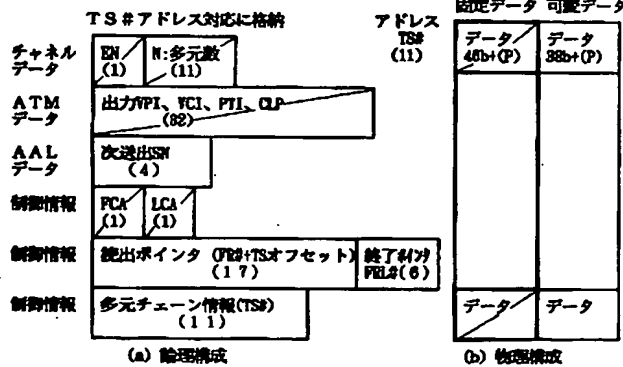 TS#アドレス対応に格納
アドレス
TS#
(11)
固定データ 可変データ
チャネル
データ
EN
(1)
N:多元数
(11)
データ
46b+(P)
データ
38b+(P)
ATM
データ
出力VPI、VCI、PTI、CLP
(32)
AAL
データ
次送出SN
(4)
制御情報
FCA
(1)
LCA
(1)
制御情報
読出ポインタ (FR#+TSオフセット)
(17)
終了ポインタ
FRL#(6)
制御情報
多元チェーン情報(TS#)
(11)
データ
データ
(a) 論理構成
(b) 物理構成